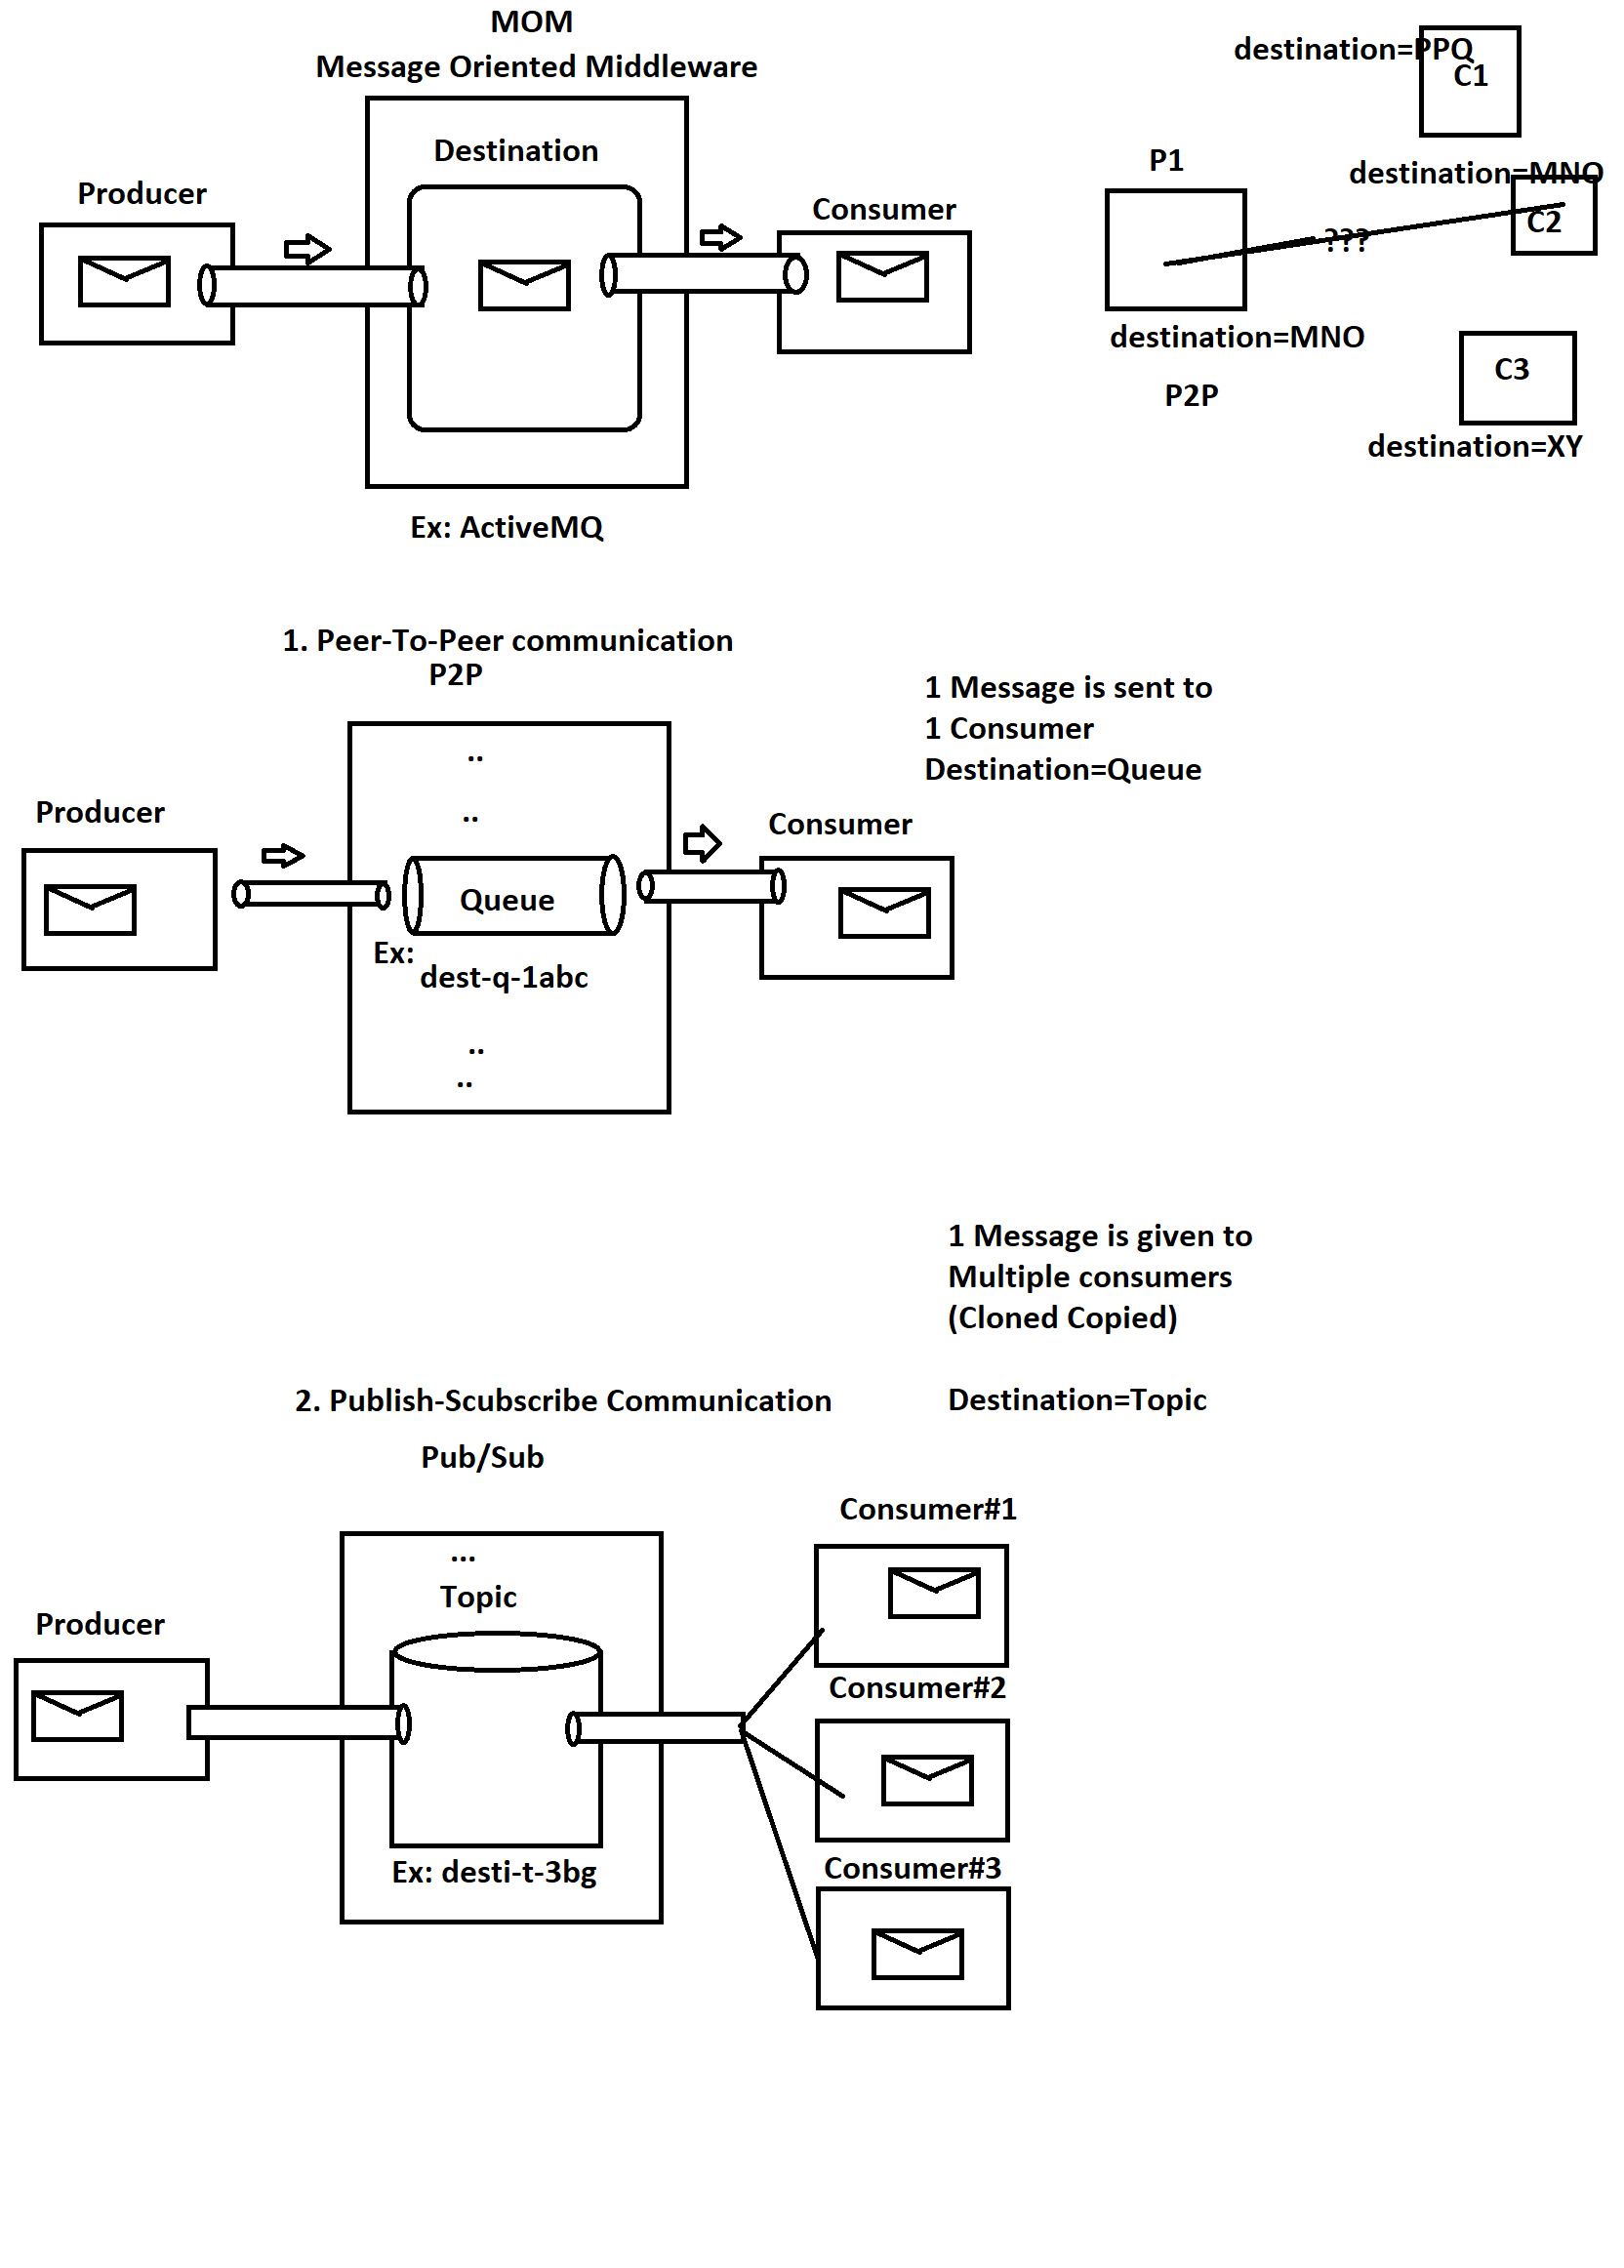 MOM
Message Oriented Middleware
Destination
Producer
Consumer
Ex: ActiveMQ
destination=PPQ
C1
P1
destination=MNO
C2
???
destination=MNO
P2P
C3
destination=XY
1. Peer-To-Peer communication
P2P
1 Message is sent to
1 Consumer
Destination=Queue
..
..
Producer
Consumer
Queue
Ex:
dest-q-1abc
..
..
1 Message is given to
Multiple consumers
(Cloned Copied)
Destination=Topic
2. Publish-Scubscribe Communication
Pub/Sub
Consumer#1
...
Topic
Producer
Consumer#2
Ex: desti-t-3bg
Consumer#3